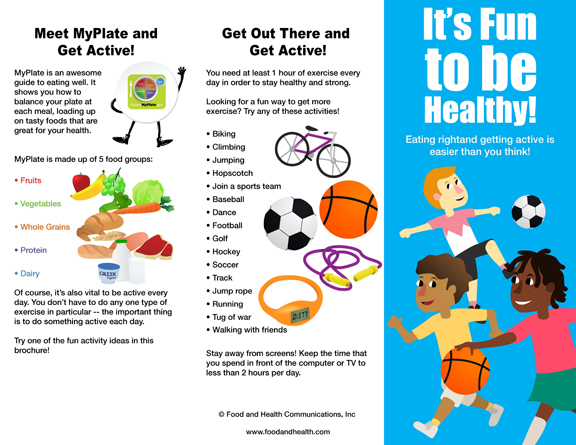 Meet MyPlate and
Get Active!
MyPlate is an awesome
guide to eating well. It
shows you how to
balance your plate at
each meal, loading up
on tasty foods that are
great for your health.
MyPlate
MyPlate is made up of 5 food groups:
• Fruits
• Vegetables
• Whole Grains
• Protein
• Dairy
Of course, it's also vital to be active every
day. You don't have to do any one type of
exercise in particular -- the important thing
is to do something active each day.
Try one of the fun activity ideas in this
brochure!
Get Out There and
Get Active!
You need at least 1 hour of exercise every
day in order to stay healthy and strong.
Looking for a fun way to get more
exercise? Try any of these activities!
• Biking
• Climbing
• Jumping
• Hopscotch
• Join a sports team
• Baseball
• Dance
• Football
• Golf
• Hockey
• Soccer
• Track
• Jump rope
• Running
• Tug of war
• Walking with friends
Stay away from screens! Keep the time that
you spend in front of the computer or TV to
less than 2 hours per day.
© Food and Health Communications, Inc
www.foodandhealth.com
It's Fun
to be
Healthy!
Eating rightand getting active is
easier than you think!